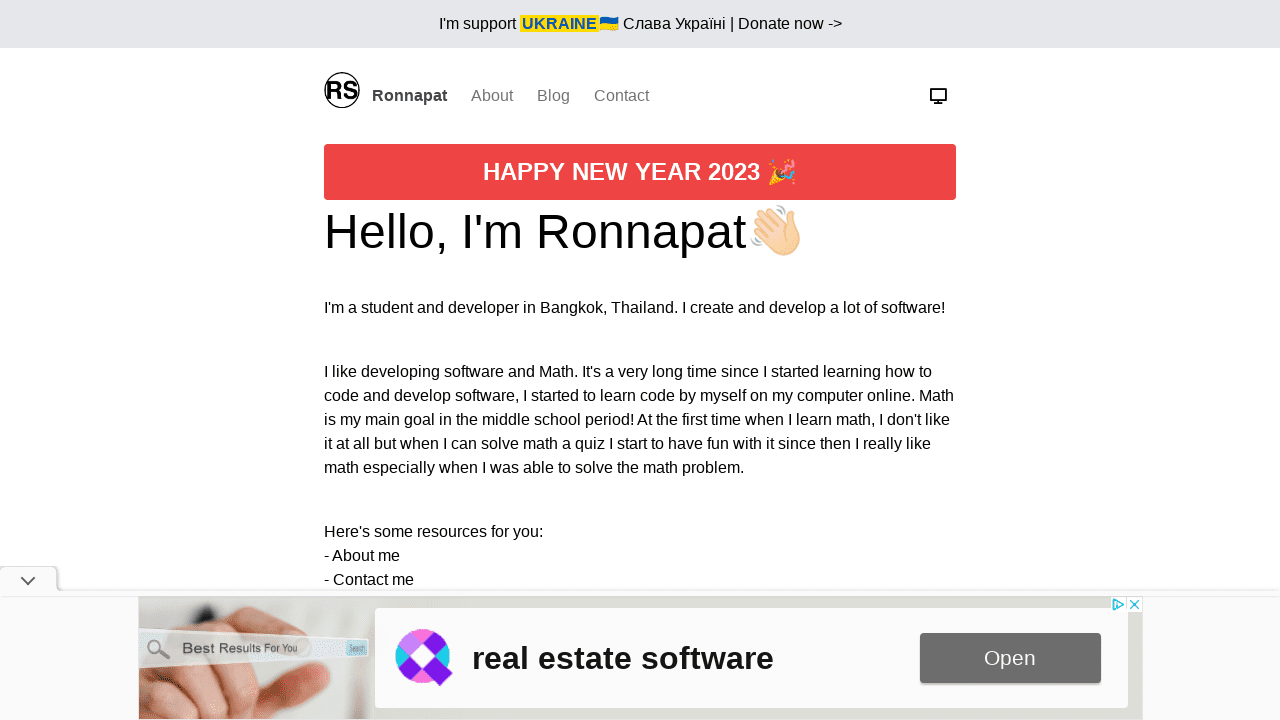 I'm support UKRAINE🇺🇦 Слава Україні | Donate now ->
RS
Ronnapat About Blog Contact
HAPPY NEW YEAR 2023 🎉
Hello, I'm Ronnapat👋🏻
I'm a student and developer in Bangkok, Thailand. I create and develop a lot of software!
I like developing software and Math. It's a very long time since I started learning how to
code and develop software, I started to learn code by myself on my computer online. Math
is my main goal in the middle school period! At the first time when I learn math, I don't like
it at all but when I can solve math a quiz I start to have fun with it since then I really like
math especially when I was able to solve the math problem.
Here's some resources for you:
- About me
- Contact me
Best Results For You
Search
real estate software
Open